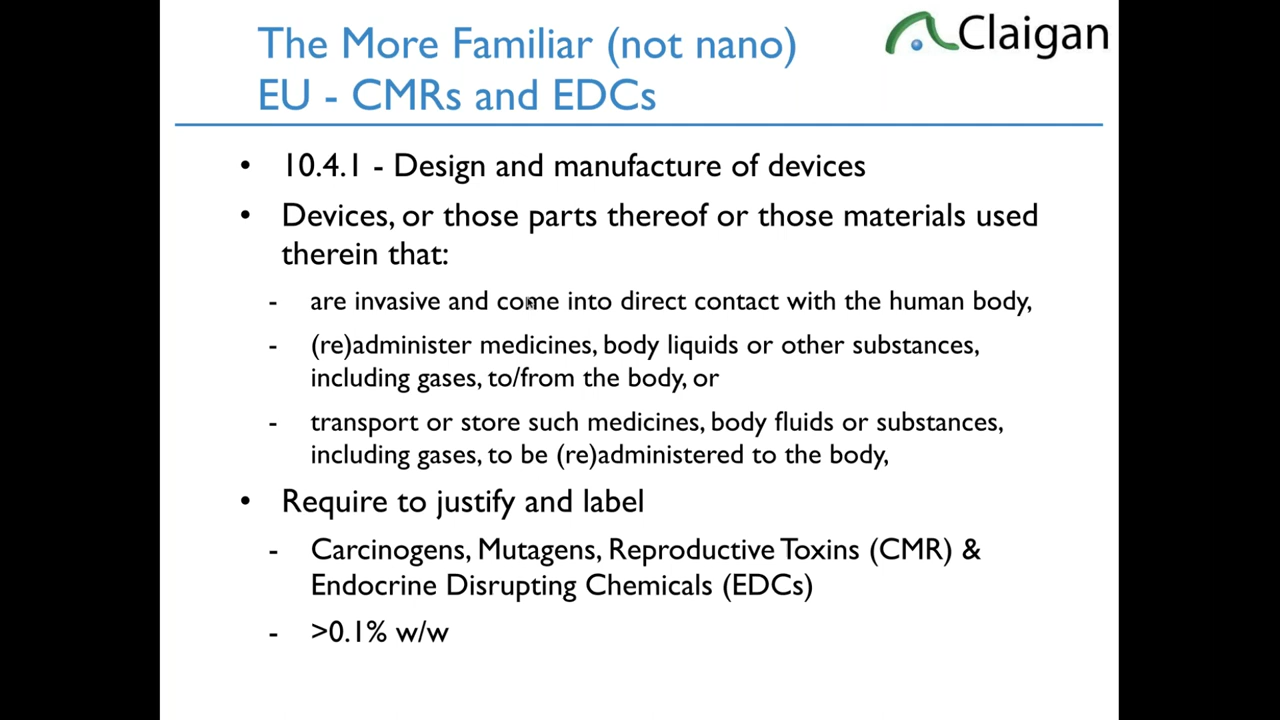 The More Familiar (not nano)
EU - CMRs and EDCs
Claigan
• 10.4.1 - Design and manufacture of devices
• Devices, or those parts thereof or those materials used
therein that:
- are invasive and come into direct contact with the human body,
- (re)administer medicines, body liquids or other substances,
including gases, to/from the body, or
- transport or store such medicines, body fluids or substances,
including gases, to be (re)administered to the body,
• Require to justify and label
- Carcinogens, Mutagens, Reproductive Toxins (CMR) &
Endocrine Disrupting Chemicals (EDCs)
- >0.1% w/w